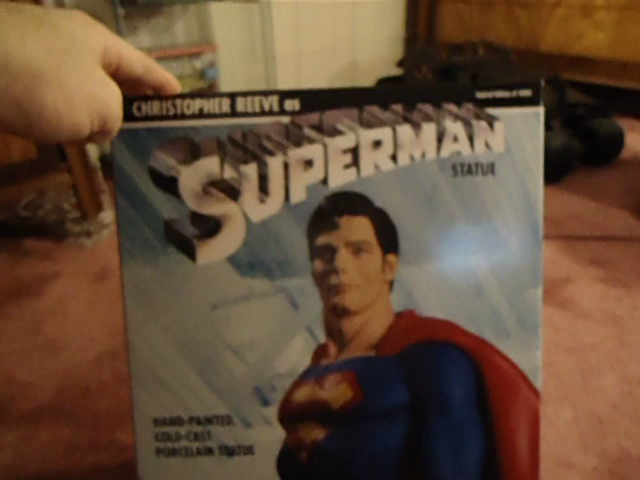 CHRISTOPHER REEVE as
SUPERMAN
STATUE
HAND-PAINTED,
COLD-CAST
PORCELAIN STATUE